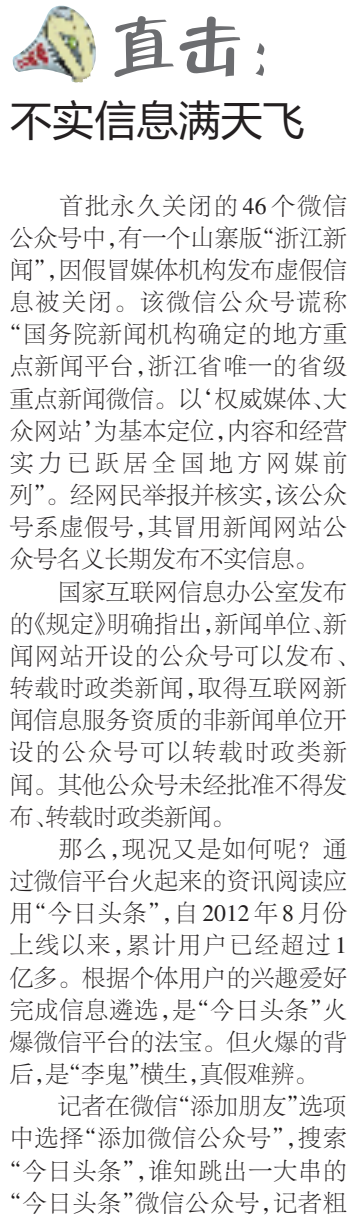 直击：
不实信息满天飞
首批永久关闭的46个微信
公众号中，有一个山寨版“浙江新
闻”，因假冒媒体机构发布虚假信
息被关闭。该微信公众号谎称
“国务院新闻机构确定的地方重
点新闻平台，浙江省唯一的省级
重点新闻微信。以‘权威媒体、大
众网站’为基本定位，内容和经营
实力已跃居全国地方网媒前
列”。经网民举报并核实，该公众
号系虚假号，其冒用新闻网站公
众号名义长期发布不实信息。
国家互联网信息办公室发布
的《规定》明确指出，新闻单位、新
闻网站开设的公众号可以发布、
转载时政类新闻，取得互联网新
闻信息服务资质的非新闻单位开
设的公众号可以转载时政类新
闻。其他公众号未经批准不得发
布、转载时政类新闻。
那么，现况又是如何呢？通
过微信平台火起来的资讯阅读应
用“今日头条”，自2012年8月份
上线以来，累计用户已经超过1
亿多。根据个体用户的兴趣爱好
完成信息遴选，是“今日头条”火
爆微信平台的法宝。但火爆的背
后，是“李鬼”横生，真假难辨。
记者在微信“添加朋友”选项
中选择“添加微信公众号”，搜索
“今日头条”，谁知跳出一大串的
“今日头条”微信公众号，记者粗